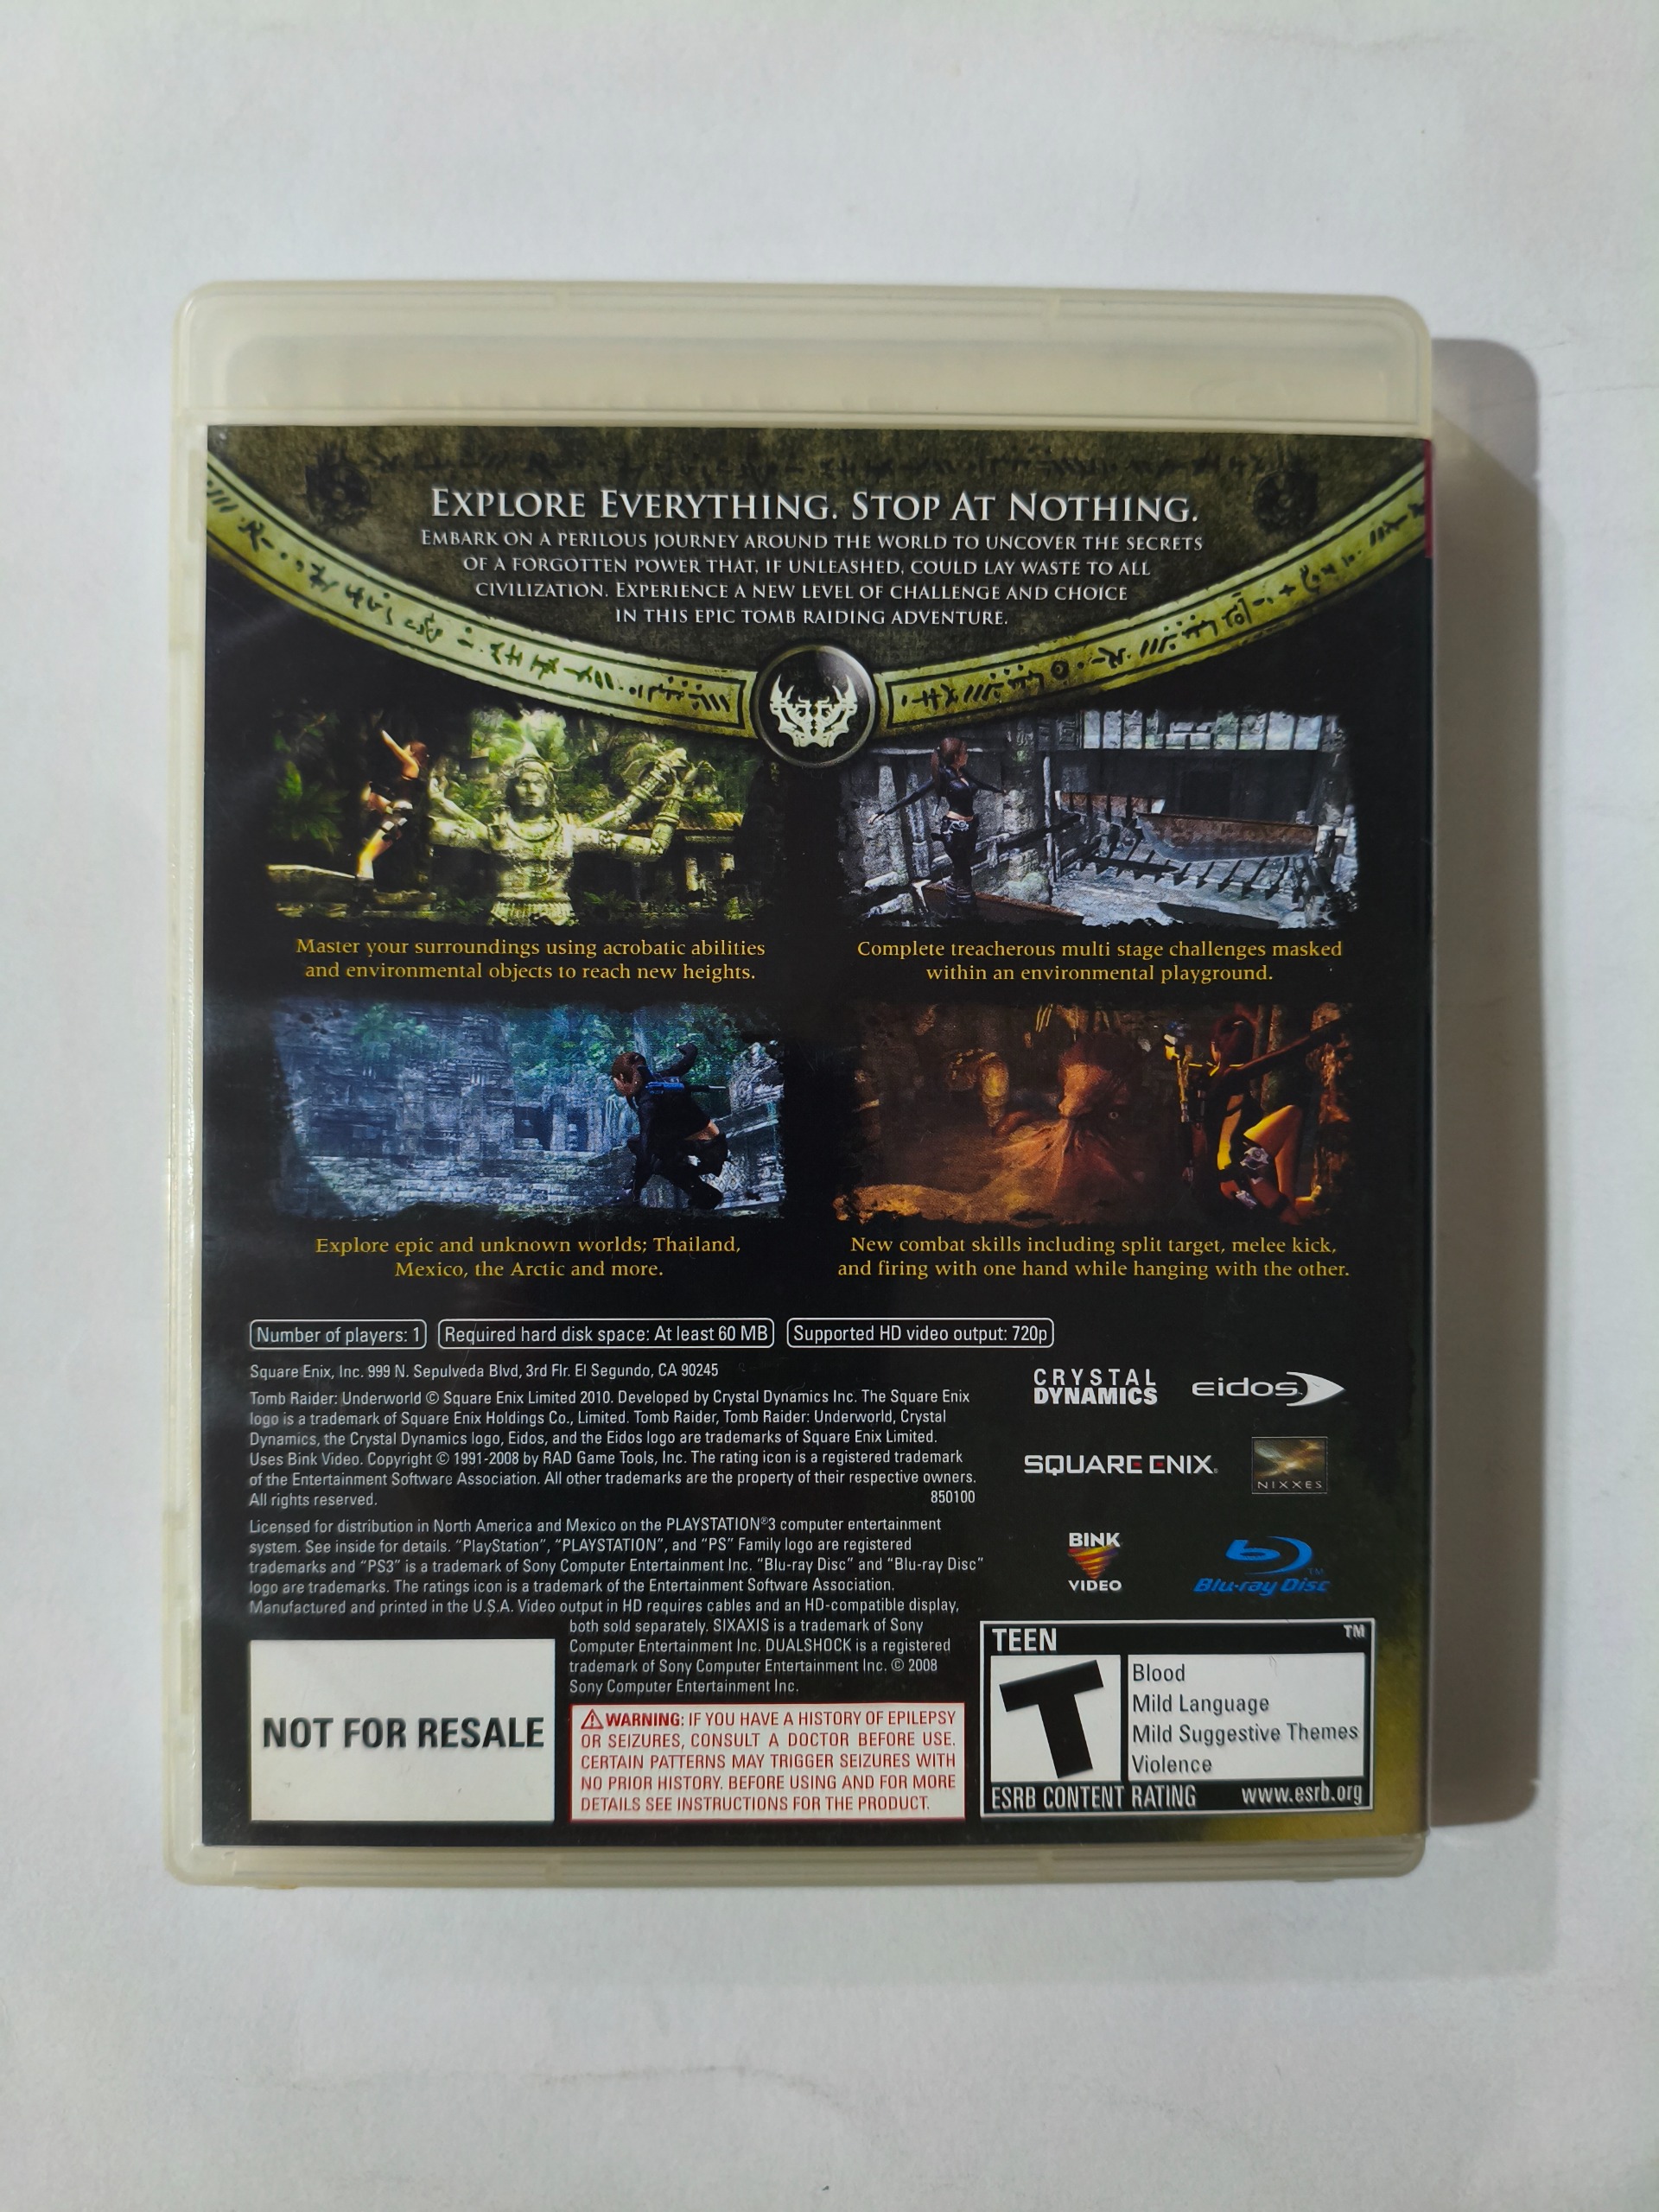 EXPLORE EVERYTHING. STOP AT NOTHING.
EMBARK ON A PERILOUS JOURNEY AROUND THE WORLD TO UNCOVER THE SECRETS
OF A FORGOTTEN POWER THAT, IF UNLEASHED, COULD LAY WASTE TO ALL
CIVILIZATION. EXPERIENCE A NEW LEVEL OF CHALLENGE AND CHOICE
IN THIS EPIC TOMB RAIDING ADVENTURE.
Master your surroundings using acrobatic abilities
and environmental objects to reach new heights.
Complete treacherous multi stage challenges masked
within an environmental playground.
Explore epic and unknown worlds; Thailand,
Mexico, the Arctic and more.
New combat skills including split target, melee kick,
and firing with one hand while hanging with the other.
Number of players: 1
Required hard disk space: At least 60 MB
Supported HD video output: 720p
Square Enix, Inc. 999 N. Sepulveda Blvd, 3rd Flr. El Segundo, CA 90245
Tomb Raider: Underworld © Square Enix Limited 2010. Developed by Crystal Dynamics Inc. The Square Enix
logo is a trademark of Square Enix Holdings Co., Limited. Tomb Raider, Tomb Raider: Underworld, Crystal
Dynamics, the Crystal Dynamics logo, Eidos, and the Eidos logo are trademarks of Square Enix Limited.
Uses Bink Video. Copyright © 1991-2008 by RAD Game Tools, Inc. The rating icon is a registered trademark
of the Entertainment Software Association. All other trademarks are the property of their respective owners.
All rights reserved.
850100
Licensed for distribution in North America and Mexico on the PLAYSTATION®3 computer entertainment
system. See inside for details. "PlayStation", "PLAYSTATION", and "PS" Family logo are registered
trademarks and "PS3" is a trademark of Sony Computer Entertainment Inc. "Blu-ray Disc" and "Blu-ray Disc"
logo are trademarks. The ratings icon is a trademark of the Entertainment Software Association.
Manufactured and printed in the U.S.A. Video output in HD requires cables and an HD-compatible display,
both sold separately. SIXAXIS is a trademark of Sony
Computer Entertainment Inc. DUALSHOCK is a registered
trademark of Sony Computer Entertainment Inc. © 2008
Sony Computer Entertainment Inc.
CRYSTAL
DYNAMICS
eidos
SQUARE ENIX.
NIXXES
BINK
VIDEO
Blu-ray Disc™
NOT FOR RESALE
⚠ WARNING: IF YOU HAVE A HISTORY OF EPILEPSY
OR SEIZURES, CONSULT A DOCTOR BEFORE USE.
CERTAIN PATTERNS MAY TRIGGER SEIZURES WITH
NO PRIOR HISTORY. BEFORE USING AND FOR MORE
DETAILS SEE INSTRUCTIONS FOR THE PRODUCT.
TEEN ™
T
Blood
Mild Language
Mild Suggestive Themes
Violence
ESRB CONTENT RATING www.esrb.org